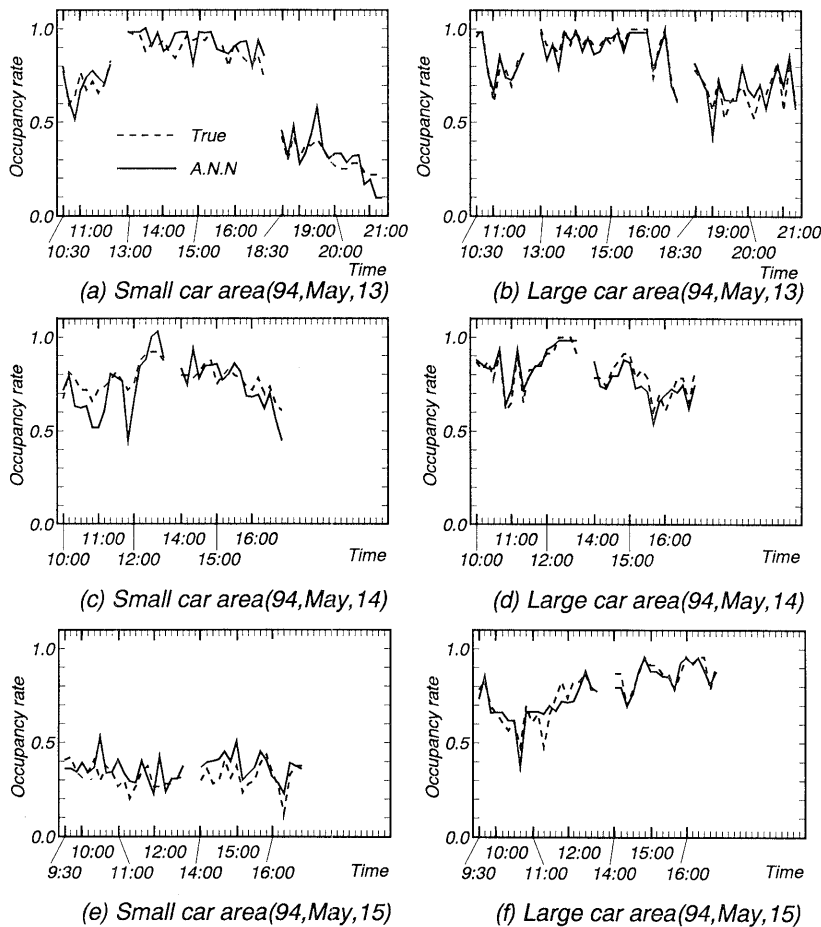 Occupancy rate
1.0
0.5
0.0
True
A.N.N
11:00 14:00 16:00 19:00 21:00
10:30 13:00 15:00 18:30 20:00
Time
(a) Small car area(94,May,13)
Occupancy rate
1.0
0.5
0.0
11:00 14:00 16:00 19:00 21:00
10:30 13:00 15:00 18:30 20:00
Time
(b) Large car area(94,May,13)
Occupancy rate
1.0
0.5
0.0
11:00 14:00 16:00
10:00 12:00 15:00
Time
(c) Small car area(94,May,14)
Occupancy rate
1.0
0.5
0.0
11:00 14:00 16:00
10:00 12:00 15:00
Time
(d) Large car area(94,May,14)
Occupancy rate
1.0
0.5
0.0
10:00 12:00 15:00
9:30 11:00 14:00 16:00
Time
(e) Small car area(94,May,15)
Occupancy rate
1.0
0.5
0.0
10:00 12:00 15:00
9:30 11:00 14:00 16:00
Time
(f) Large car area(94,May,15)